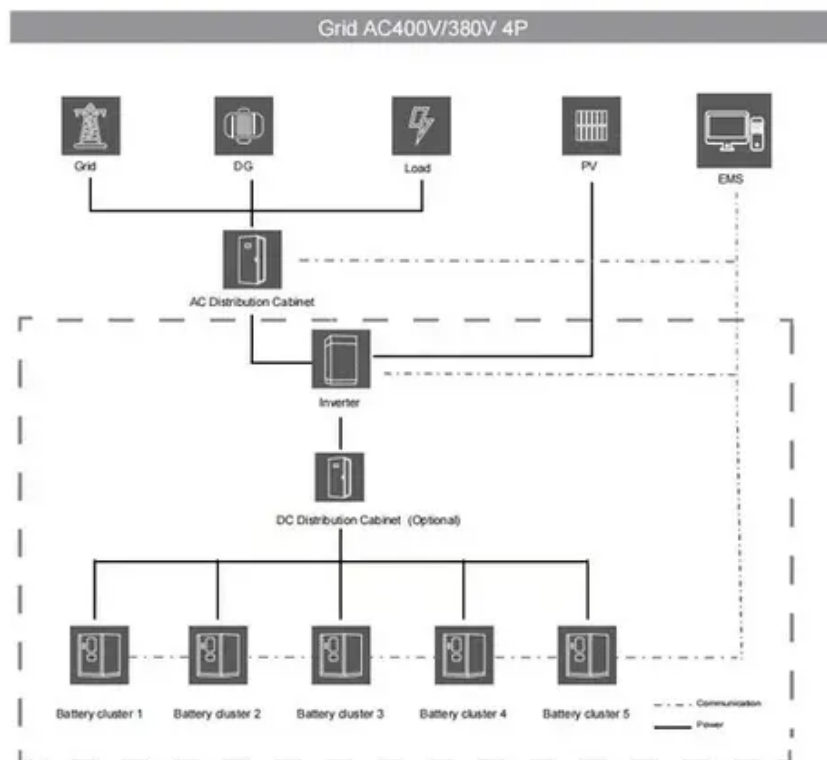 Grid AC400V/380V 4P
Grid
DG
Load
PV
EMS
AC Distribution Cabinet
Inverter
DC Distribution Cabinet (Optional)
Battery cluster 1
Battery cluster 2
Battery cluster 3
Battery cluster 4
Battery cluster 5
Communication
Power